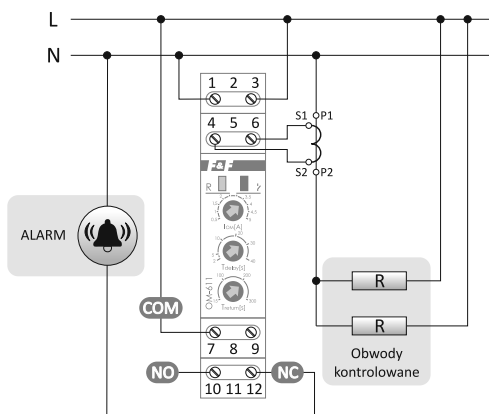 L
N
1 2 3
4 5 6
S1 P1
S2 P2
F&F
R
I OM[A]
Tdelay[s]
Treturn[s]
OM-611
ALARM
COM
7 8 9
NO
10 11 12
NC
R
R
Obwody
kontrolowane